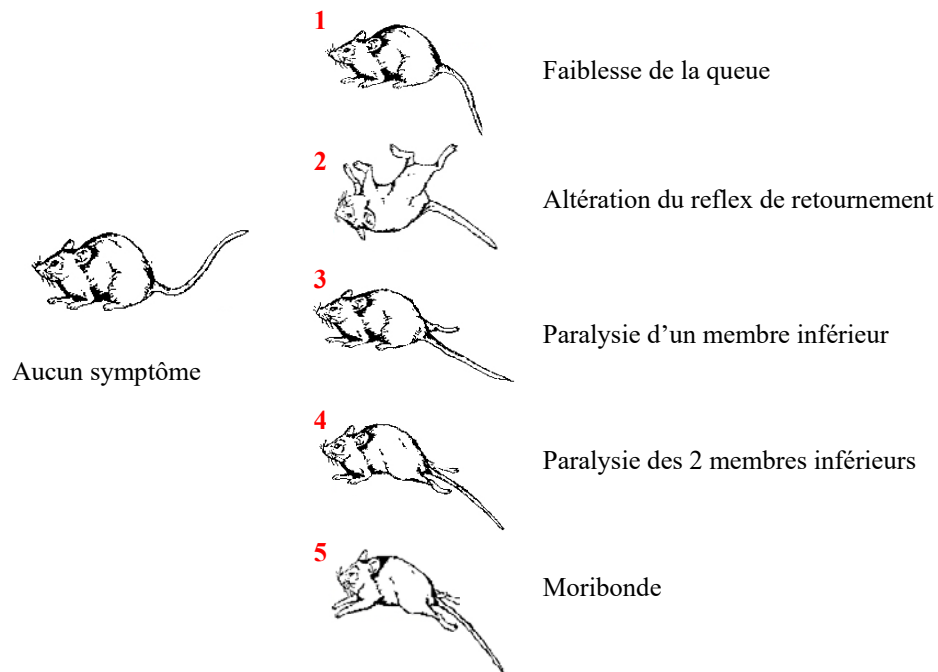 1
Faiblesse de la queue
2
Altération du reflex de retournement
3
Paralysie d’un membre inférieur
Aucun symptôme
4
Paralysie des 2 membres inférieurs
5
Moribonde